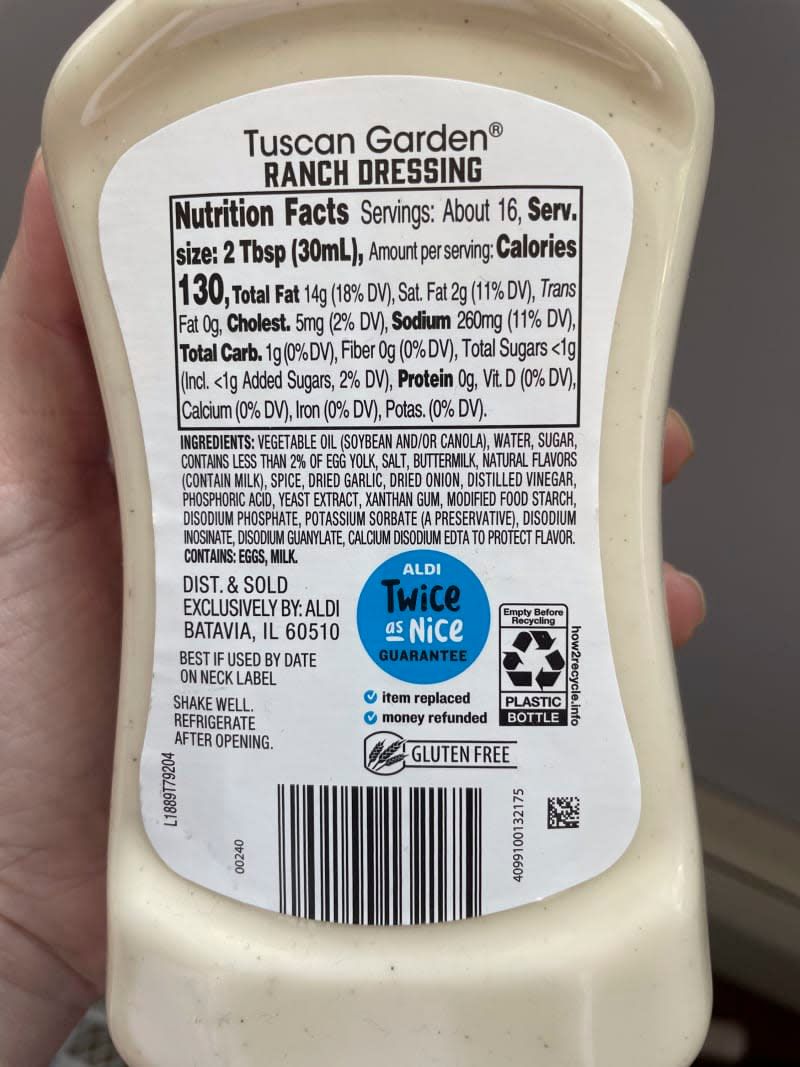 Tuscan Garden®
RANCH DRESSING
Nutrition Facts Servings: About 16, Serv.
size: 2 Tbsp (30mL), Amount per serving: Calories
130, Total Fat 14g (18% DV), Sat. Fat 2g (11% DV), Trans
Fat 0g, Cholest. 5mg (2% DV), Sodium 260mg (11% DV),
Total Carb. 1g (0% DV), Fiber 0g (0% DV), Total Sugars <1g
(Incl. <1g Added Sugars, 2% DV), Protein 0g, Vit. D (0% DV),
Calcium (0% DV), Iron (0% DV), Potas. (0% DV).
INGREDIENTS: VEGETABLE OIL (SOYBEAN AND/OR CANOLA), WATER, SUGAR,
CONTAINS LESS THAN 2% OF EGG YOLK, SALT, BUTTERMILK, NATURAL FLAVORS
(CONTAIN MILK), SPICE, DRIED GARLIC, DRIED ONION, DISTILLED VINEGAR,
PHOSPHORIC ACID, YEAST EXTRACT, XANTHAN GUM, MODIFIED FOOD STARCH,
DISODIUM PHOSPHATE, POTASSIUM SORBATE (A PRESERVATIVE), DISODIUM
INOSINATE, DISODIUM GUANYLATE, CALCIUM DISODIUM EDTA TO PROTECT FLAVOR.
CONTAINS: EGGS, MILK.
DIST. & SOLD
EXCLUSIVELY BY: ALDI
BATAVIA, IL 60510
BEST IF USED BY DATE
ON NECK LABEL
SHAKE WELL.
REFRIGERATE
AFTER OPENING.
ALDI
Twice
as Nice
GUARANTEE
item replaced
money refunded
Empty Before
Recycling
PLASTIC
BOTTLE
how2recycle.info
GLUTEN FREE
L1889T79204
00240
4099100132175